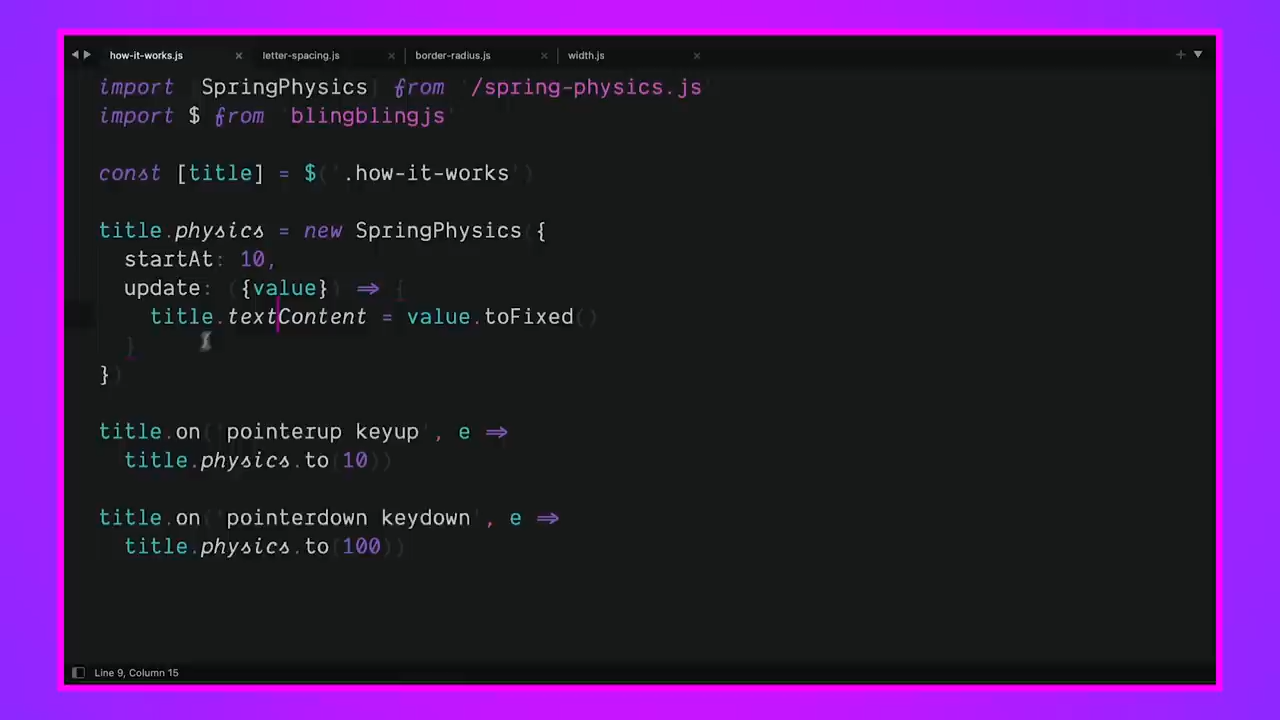 how-it-works.js × letter-spacing.js × border-radius.js × width.js × +
import {SpringPhysics} from '/spring-physics.js'
import $ from 'blingblingjs'
const [title] = $('.how-it-works')
title.physics = new SpringPhysics({
startAt: 10,
update: ({value}) => {
title.textContent = value.toFixed()
}
})
title.on('pointerup keyup', e =>
title.physics.to(10))
title.on('pointerdown keydown', e =>
title.physics.to(100))
Line 9, Column 15